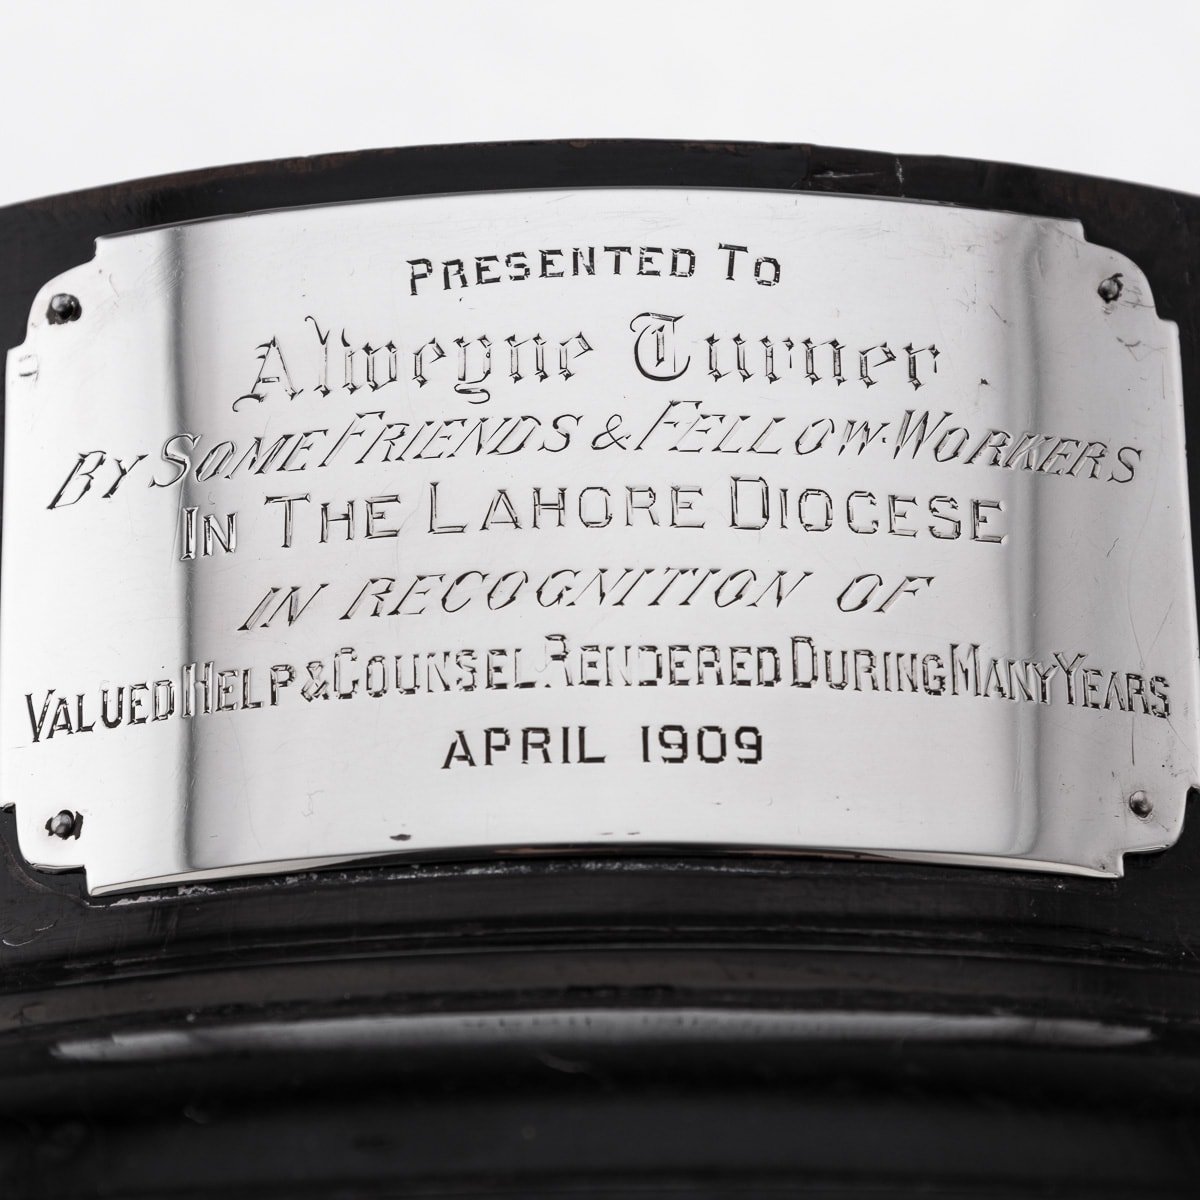 PRESENTED TO
Alweyne Turner.
BY SOME FRIENDS & FELLOW-WORKERS
IN THE LAHORE DIOCESE
IN RECOGNITION OF
VALUED HELP & COUNSEL RENDERED DURING MANY YEARS
APRIL 1909